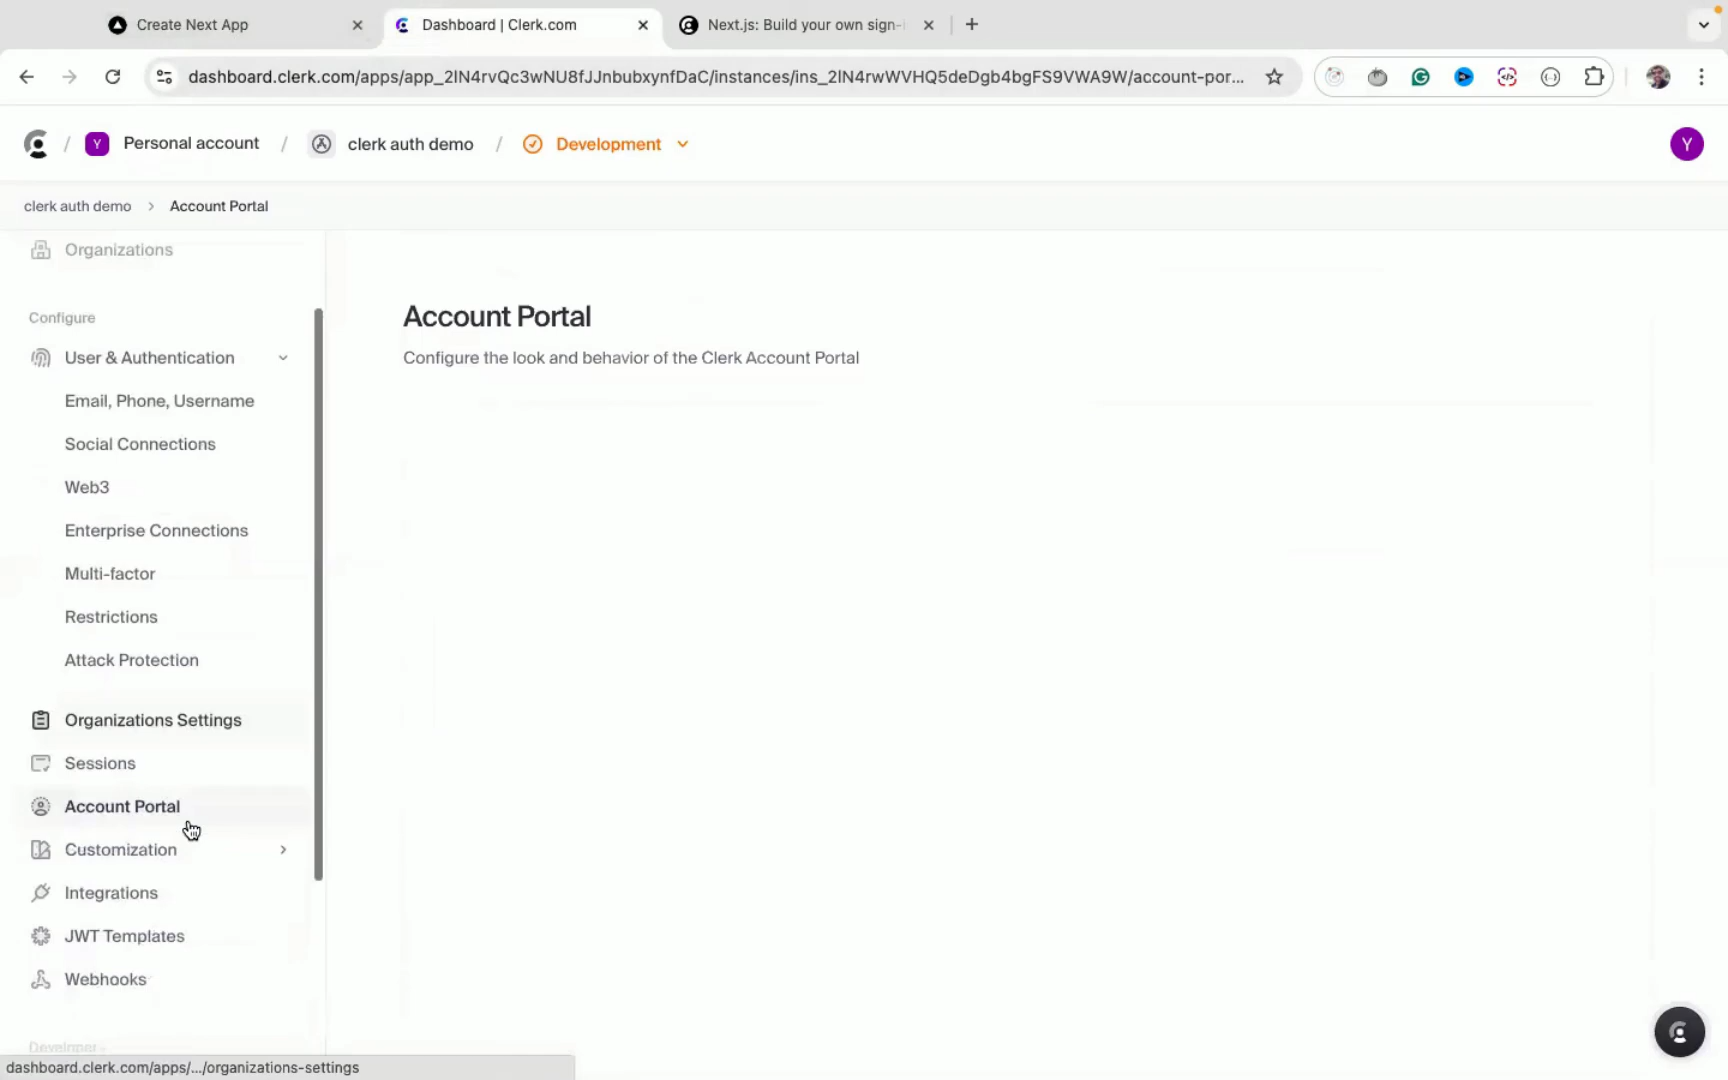 Create Next App
Dashboard | Clerk.com
Next.js: Build your own sign-
dashboard.clerk.com/apps/app_2lN4rvQc3wNU8fJJnbubxynfDaC/instances/ins_2lN4rwWVHQ5deDgb4bgFS9VWA9W/account-por...
/ Y Personal account / clerk auth demo / Development
Y
clerk auth demo > Account Portal
Organizations
Configure
User & Authentication
Email, Phone, Username
Social Connections
Web3
Enterprise Connections
Multi-factor
Restrictions
Attack Protection
Organizations Settings
Sessions
Account Portal
Customization
Integrations
JWT Templates
Webhooks
Developer
dashboard.clerk.com/apps/.../organizations-settings
Account Portal
Configure the look and behavior of the Clerk Account Portal